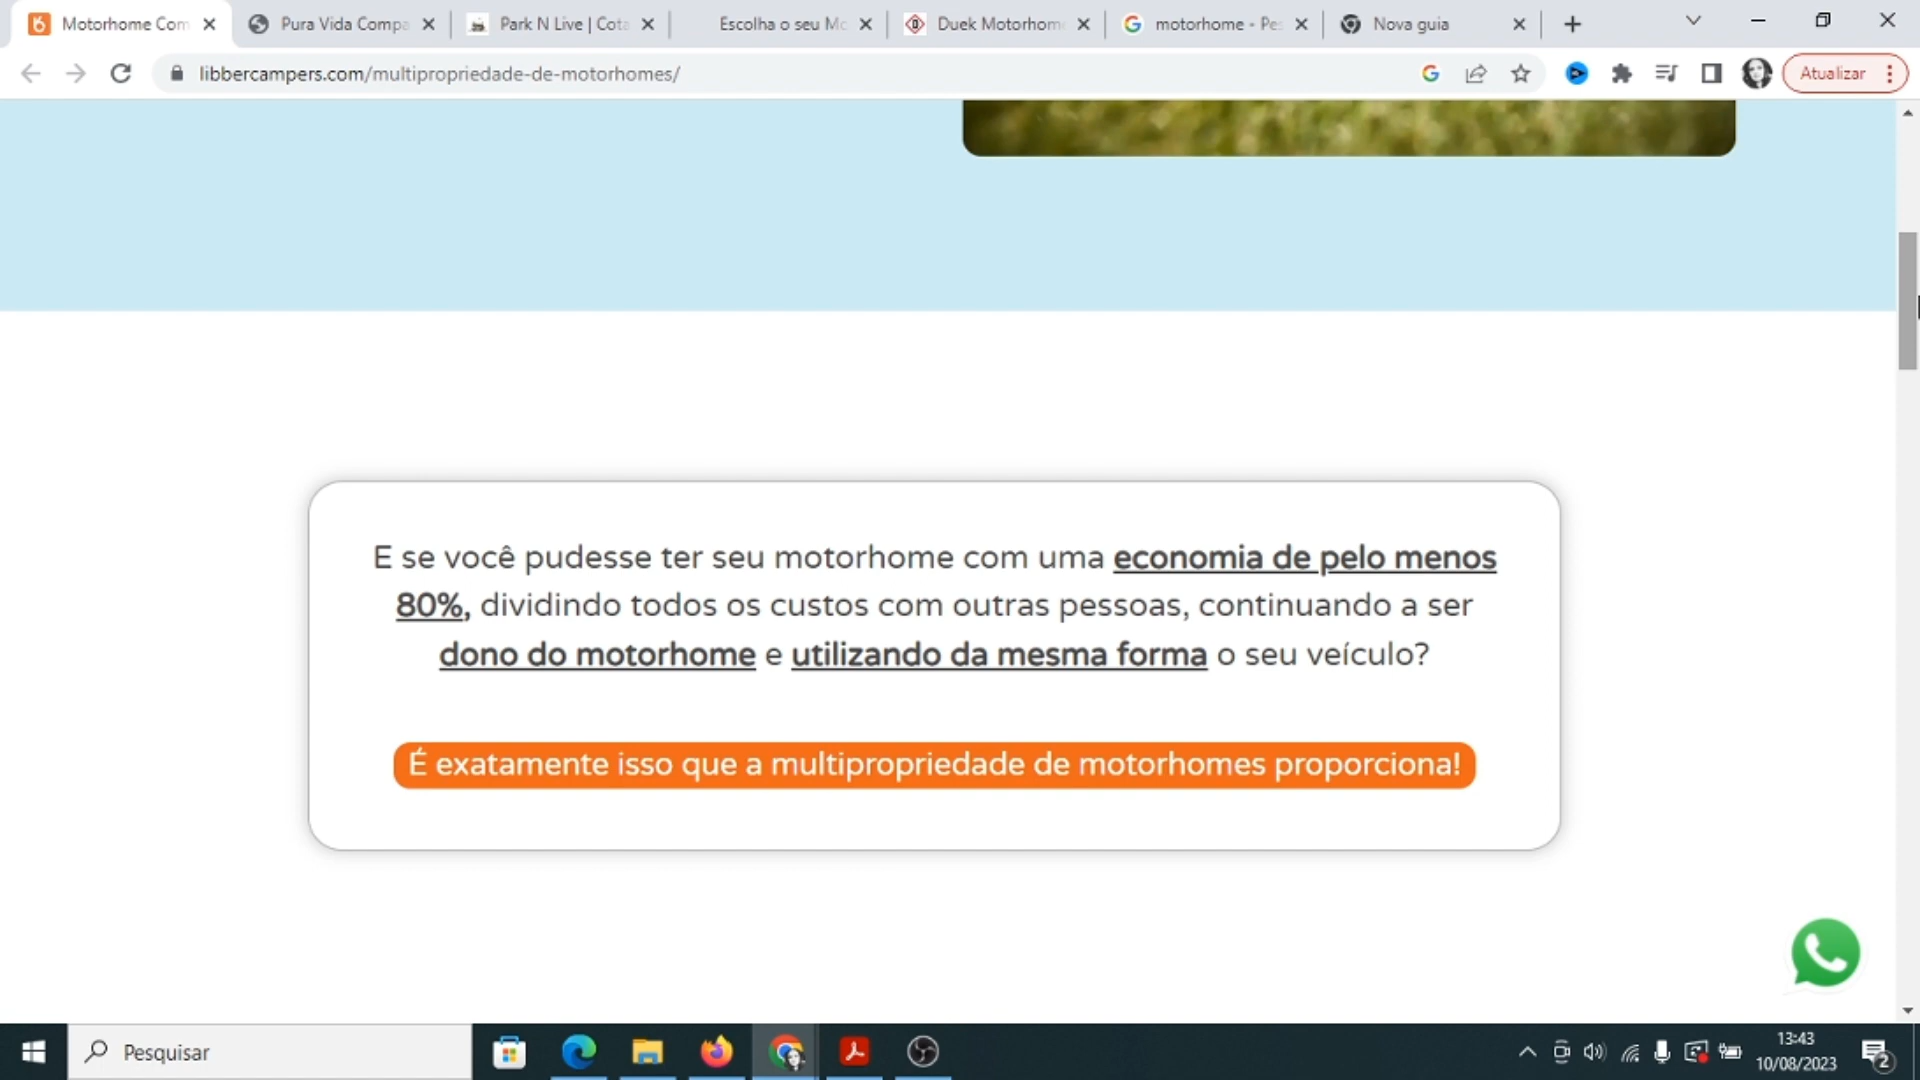 Motorhome Com
Pura Vida Compa
Park N Live | Cota
Escolha o seu Mo
Duek Motorhom
motorhome - Pes
Nova guia
libbercampers.com/multipropriedade-de-motorhomes/
Atualizar
E se você pudesse ter seu motorhome com uma economia de pelo menos
80%, dividindo todos os custos com outras pessoas, continuando a ser
dono do motorhome e utilizando da mesma forma o seu veículo?
É exatamente isso que a multipropriedade de motorhomes proporciona!
Pesquisar
13:43
10/08/2023
2